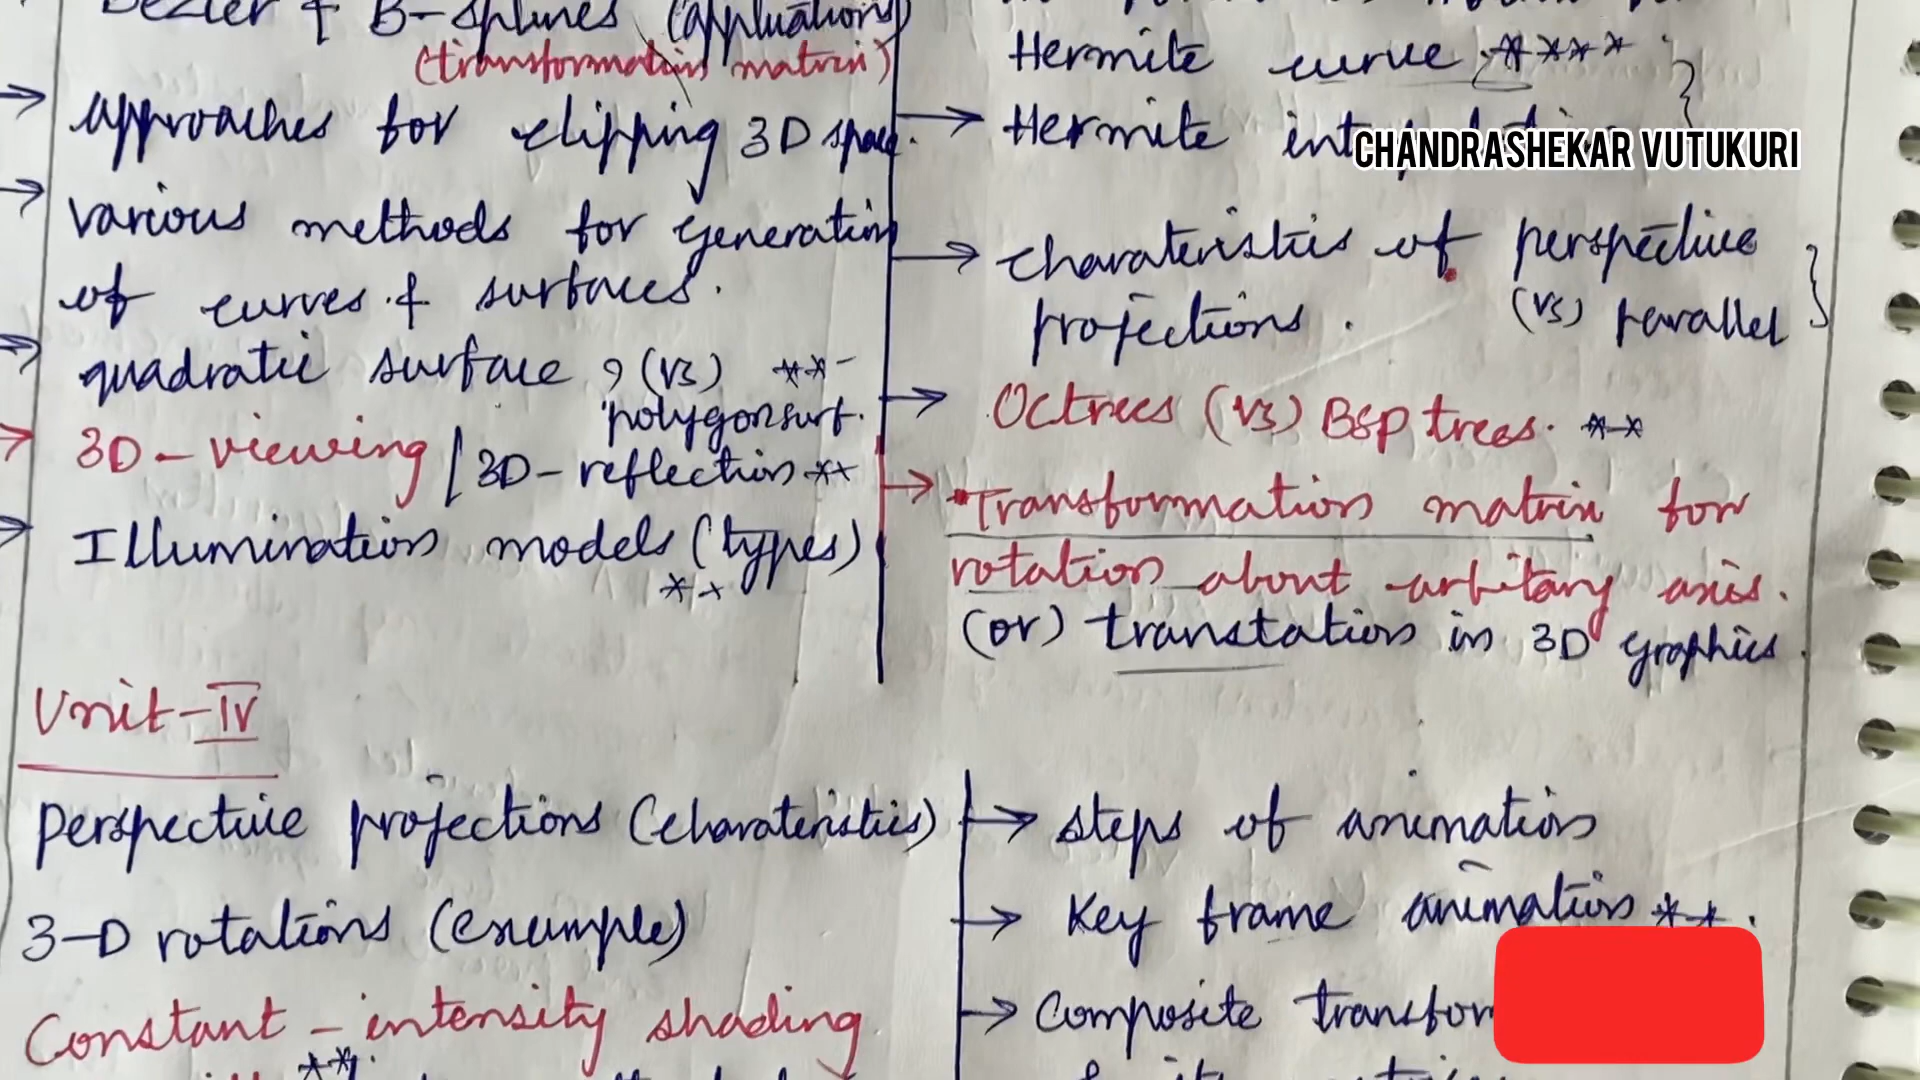 Bezier & B-splines (applications)
(transformation matrix)
→ approaches for clipping 3D space.
→ various methods for generation
of curves & surfaces.
→ quadratic surface, (vs) **
polygon surf.
→ 3D-viewing / 3D-reflection **
→ Illumination models (types)
**
Hermite curve ****
→ Hermite
CHANDRASHEKAR VUTUKURI
→ charateristics of perspective
projections. (vs) parallel
→ Octrees (vs) BSP trees. **
→ Transformation matrix for
rotation about arbitary axis.
(or) translation in 3D graphics.
Unit-IV
Perspective projections (charateristics)
3-D rotations (example)
Constant-intensity shading
**
→ steps of animation
→ Key frame animation **.
→ Composite transfor